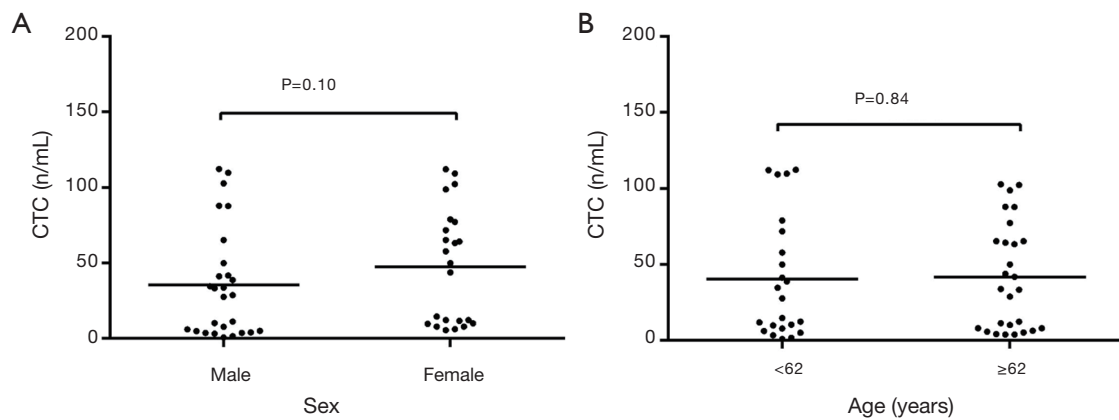 A
200
150
100
50
0
CTC (n/mL)
P=0.10
Male
Female
Sex
B
200
150
100
50
0
CTC (n/mL)
P=0.84
<62
≥62
Age (years)